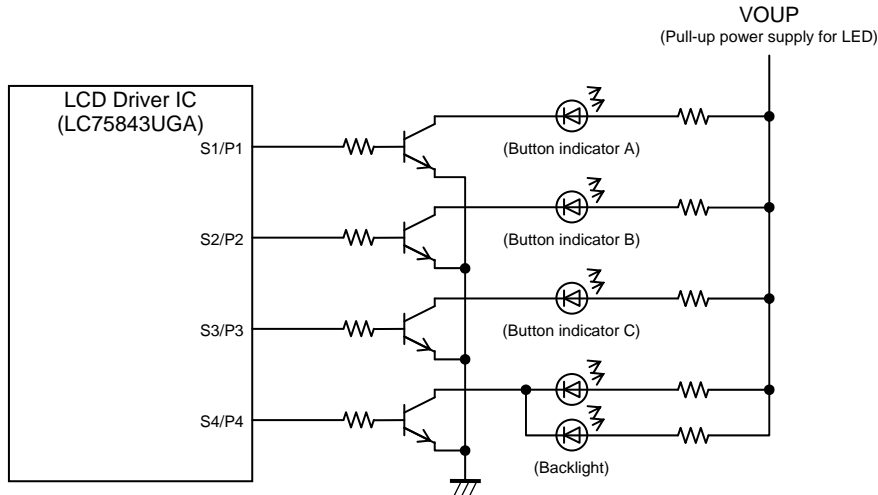 VOUP
(Pull-up power supply for LED)
LCD Driver IC
(LC75843UGA)
S1/P1
(Button indicator A)
S2/P2
(Button indicator B)
S3/P3
(Button indicator C)
S4/P4
(Backlight)